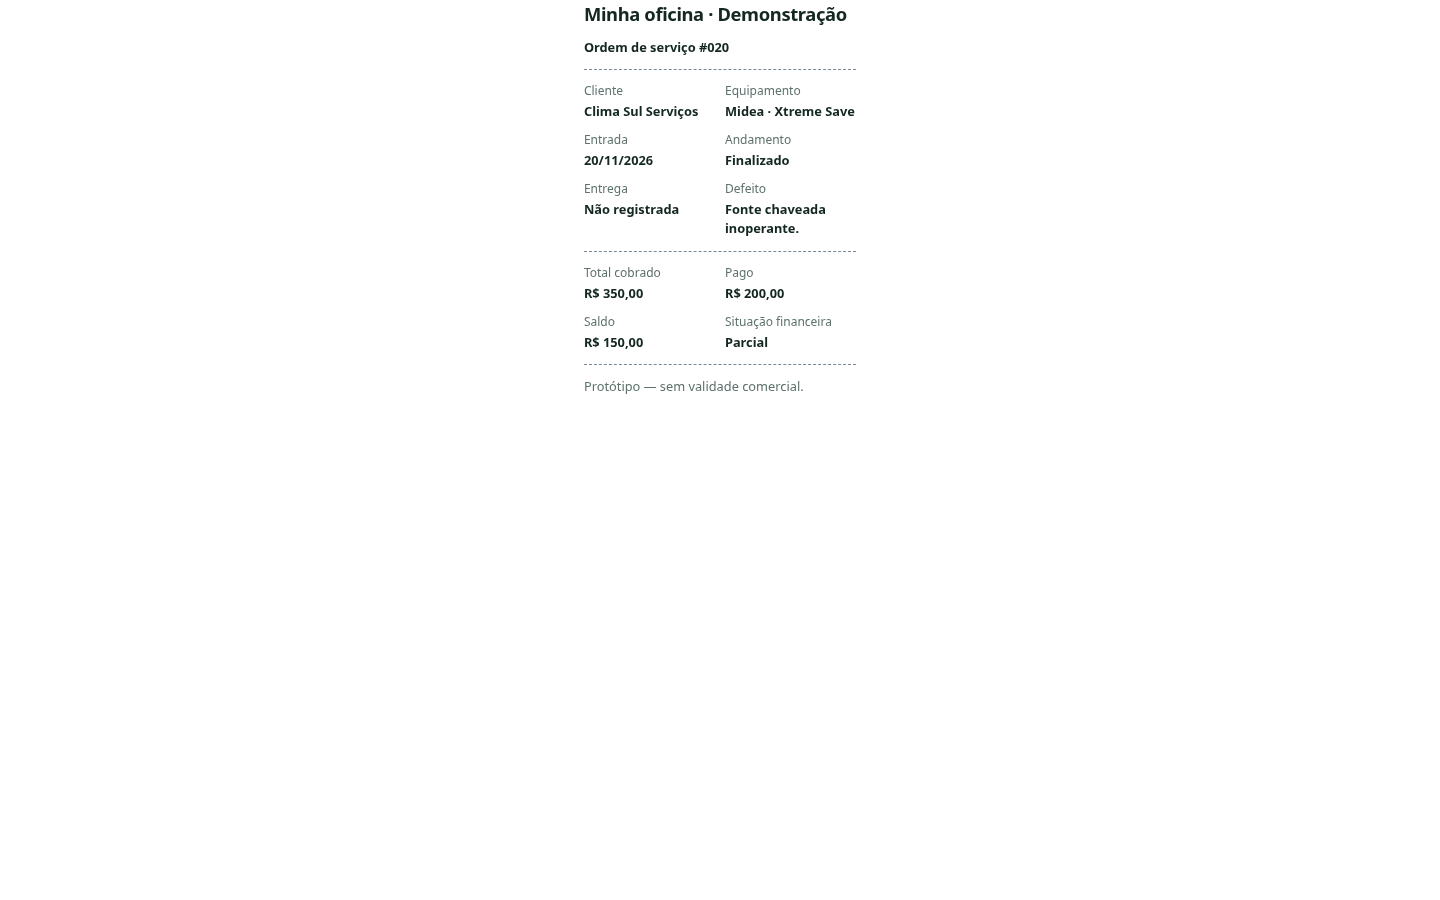 Minha oficina · Demonstração
Ordem de serviço #020
Cliente
Clima Sul Serviços
Equipamento
Midea · Xtreme Save
Entrada
20/11/2026
Andamento
Finalizado
Entrega
Não registrada
Defeito
Fonte chaveada
inoperante.
Total cobrado
R$ 350,00
Pago
R$ 200,00
Saldo
R$ 150,00
Situação financeira
Parcial
Protótipo — sem validade comercial.